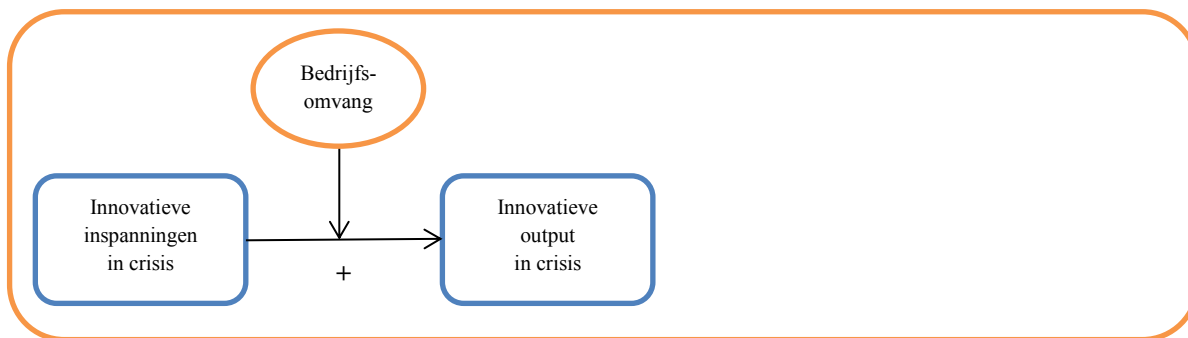 Bedrijfs-
omvang
Innovatieve
inspanningen
in crisis
+
Innovatieve
output
in crisis